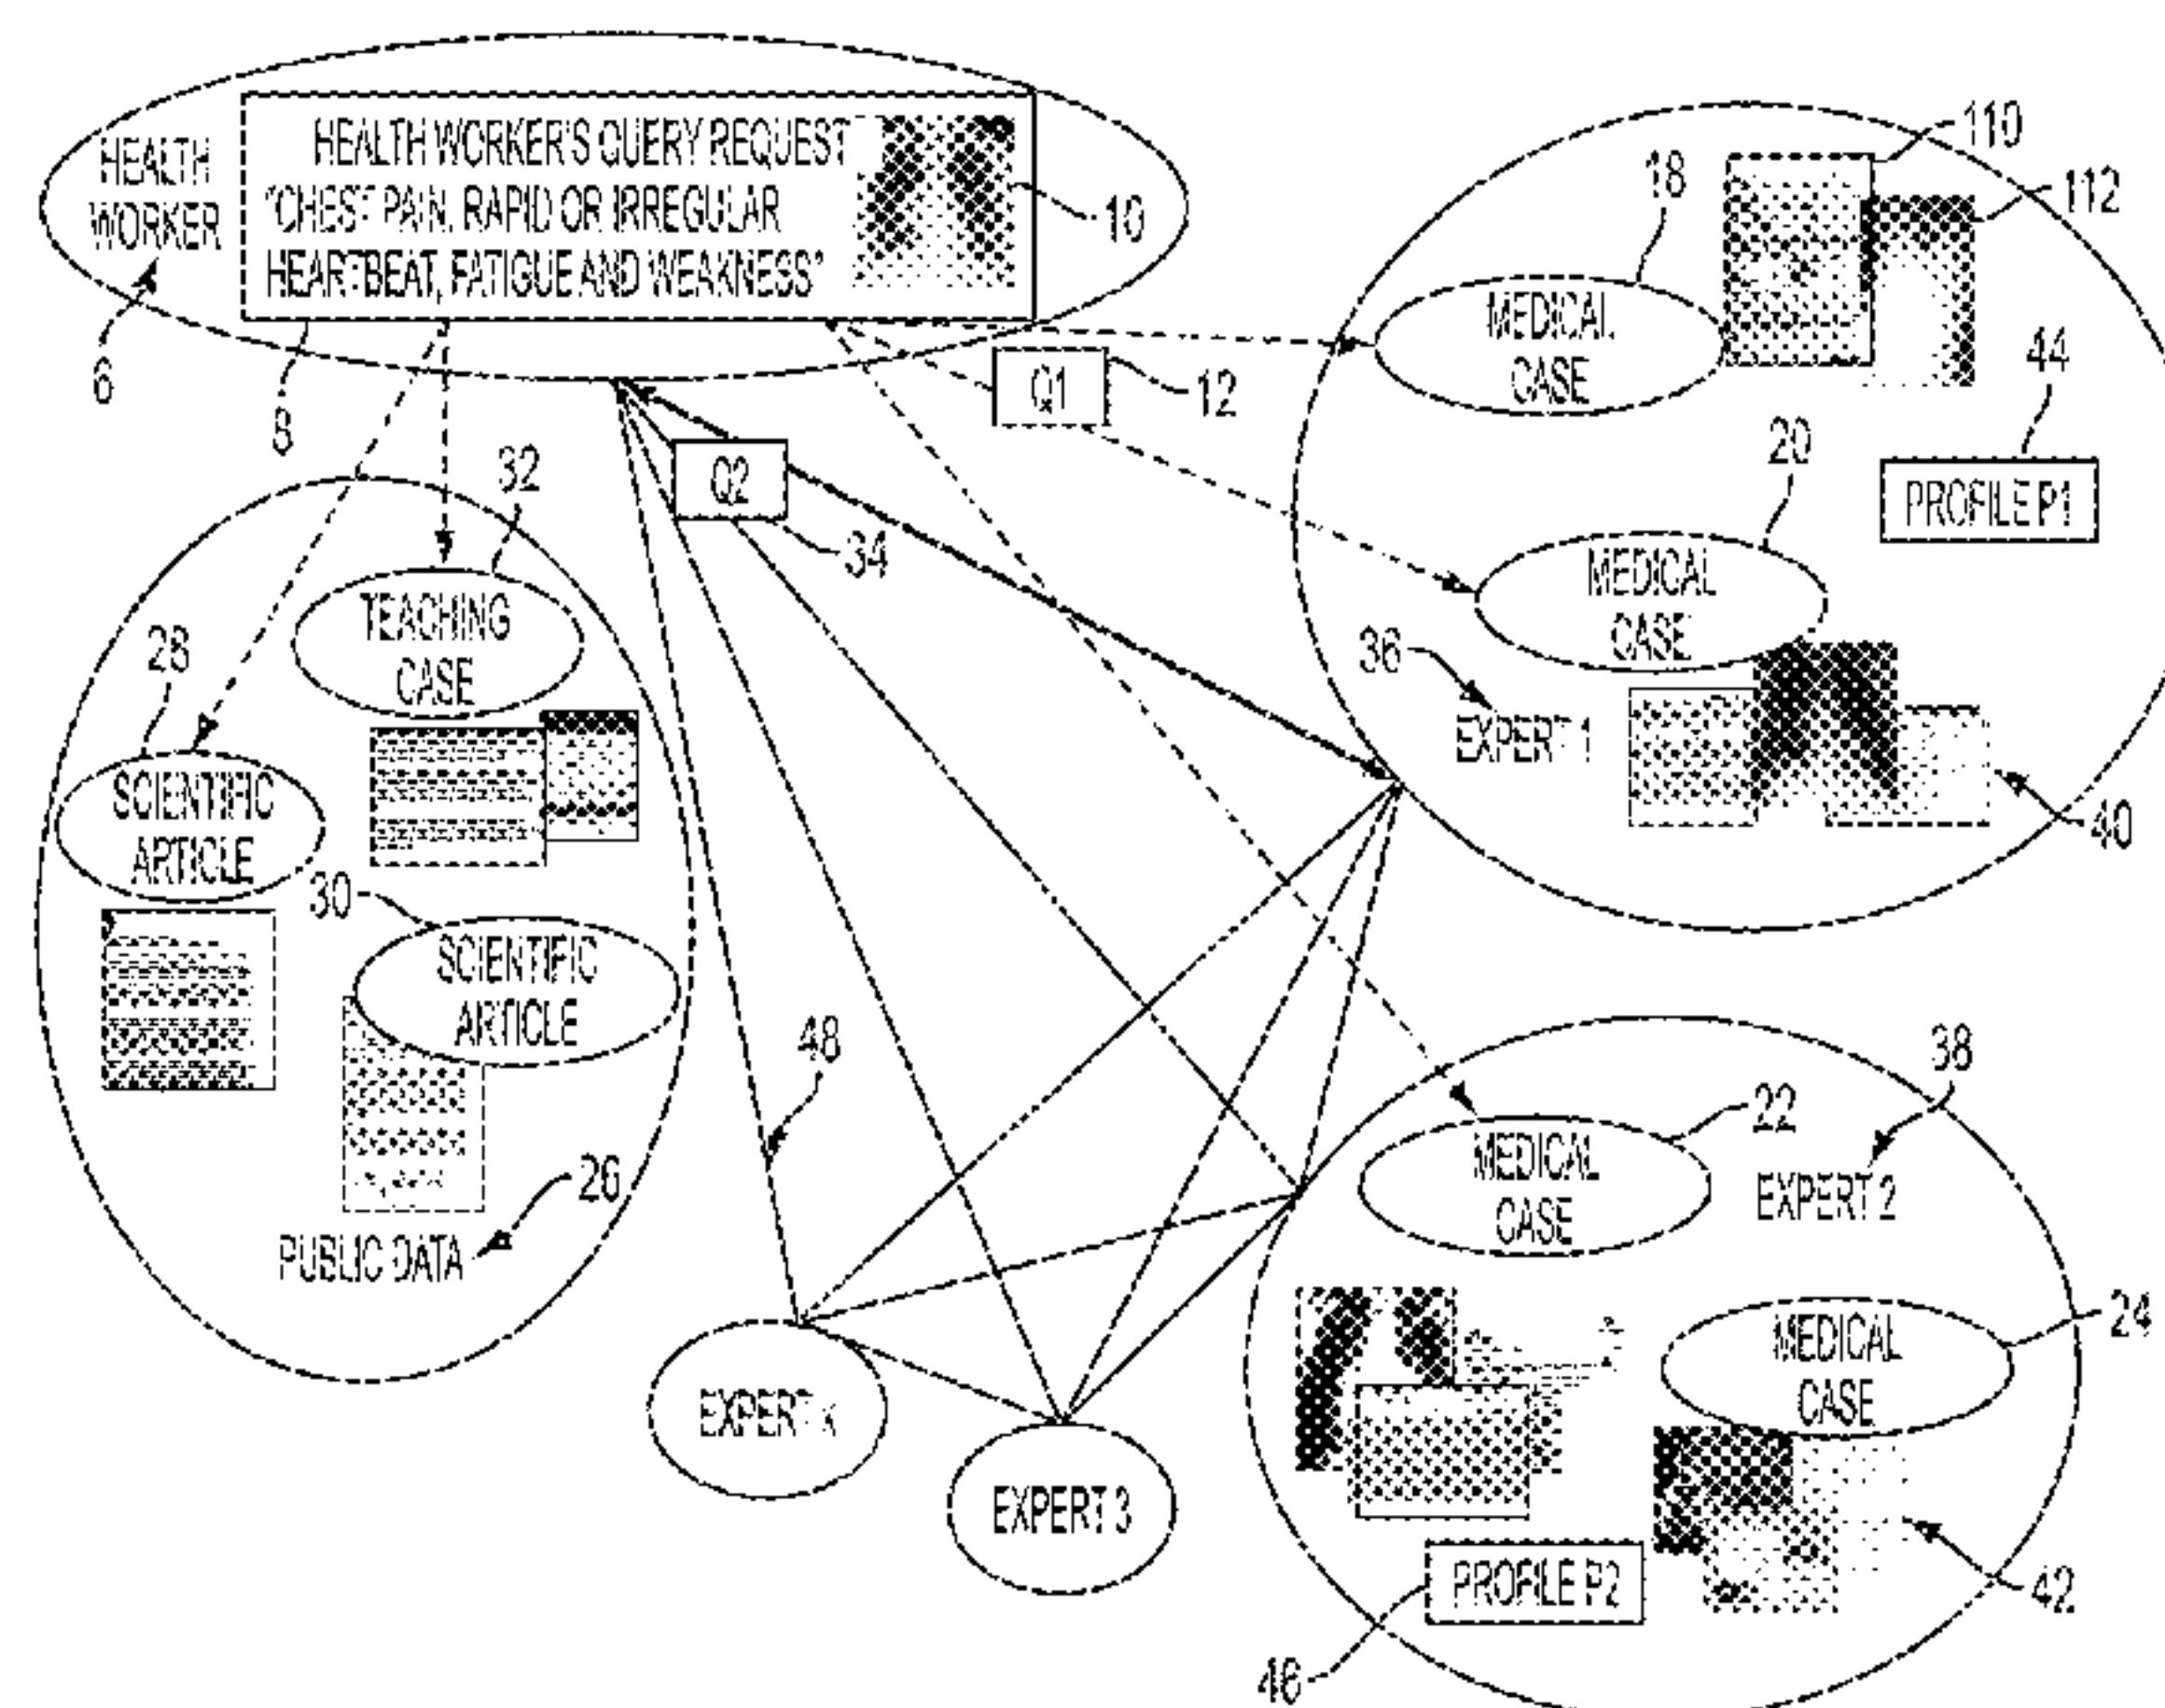 HEALTH
WORKER
HEALTH WORKER'S QUERY REQUEST
"CHEST PAIN, RAPID OR IRREGULAR
HEARTBEAT, FATIGUE AND WEAKNESS"
10
6
8
Q1
12
Q2
34
18
110
112
MEDICAL
CASE
44
PROFILE P1
20
MEDICAL
CASE
36
EXPERT 1
40
32
TEACHING
CASE
28
SCIENTIFIC
ARTICLE
30
SCIENTIFIC
ARTICLE
26
PUBLIC DATA
48
EXPERT K
EXPERT 3
22
MEDICAL
CASE
38
EXPERT 2
24
MEDICAL
CASE
42
PROFILE P2
46